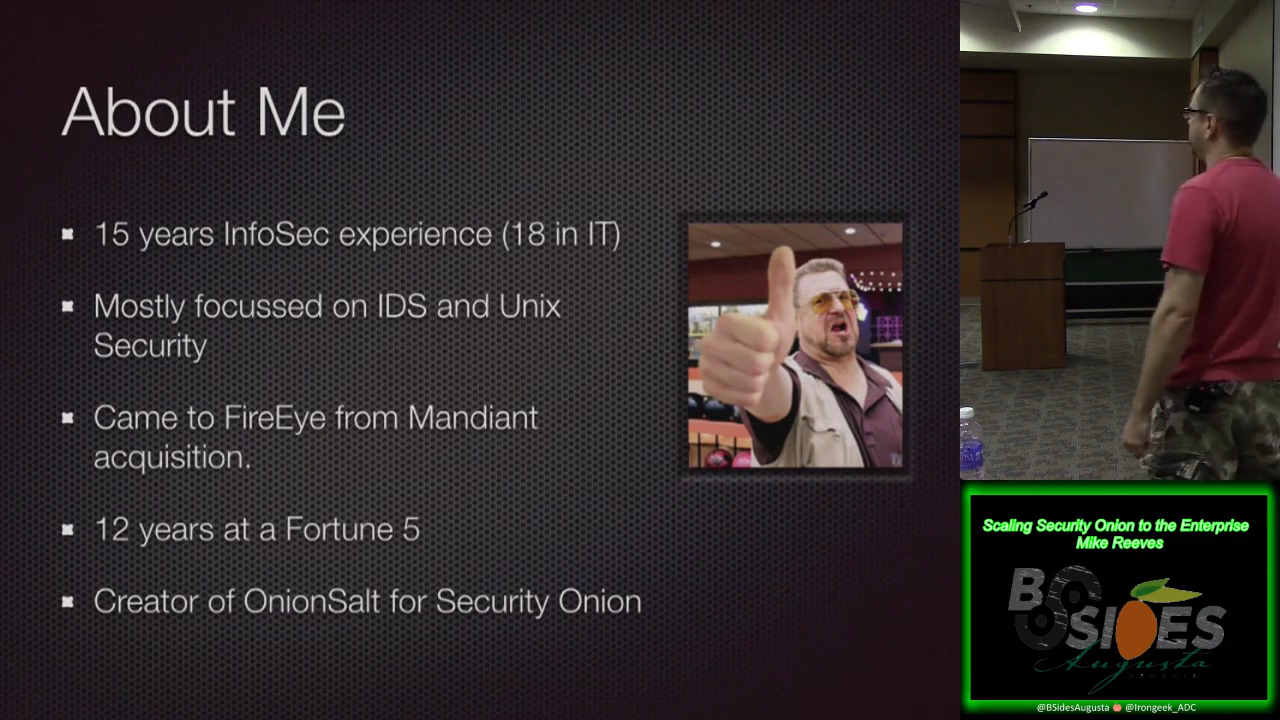 About Me
15 years InfoSec experience (18 in IT)
Mostly focussed on IDS and Unix
Security
Came to FireEye from Mandiant
acquisition.
12 years at a Fortune 5
Creator of OnionSalt for Security Onion
Scaling Security Onion to the Enterprise
Mike Reeves
BSIDES
Augusta
GEORGIA
@BSidesAugusta @Irongeek_ADC